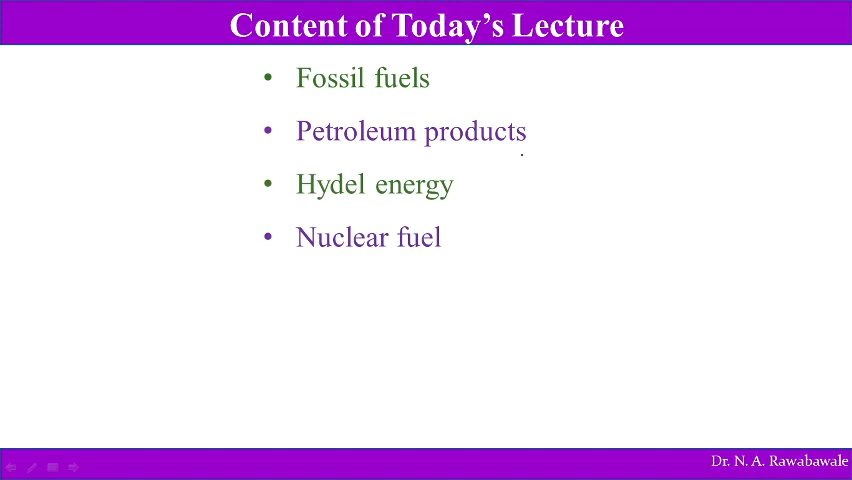 Content of Today's Lecture
• Fossil fuels
• Petroleum products
• Hydel energy
• Nuclear fuel
Dr. N. A. Rawabawale